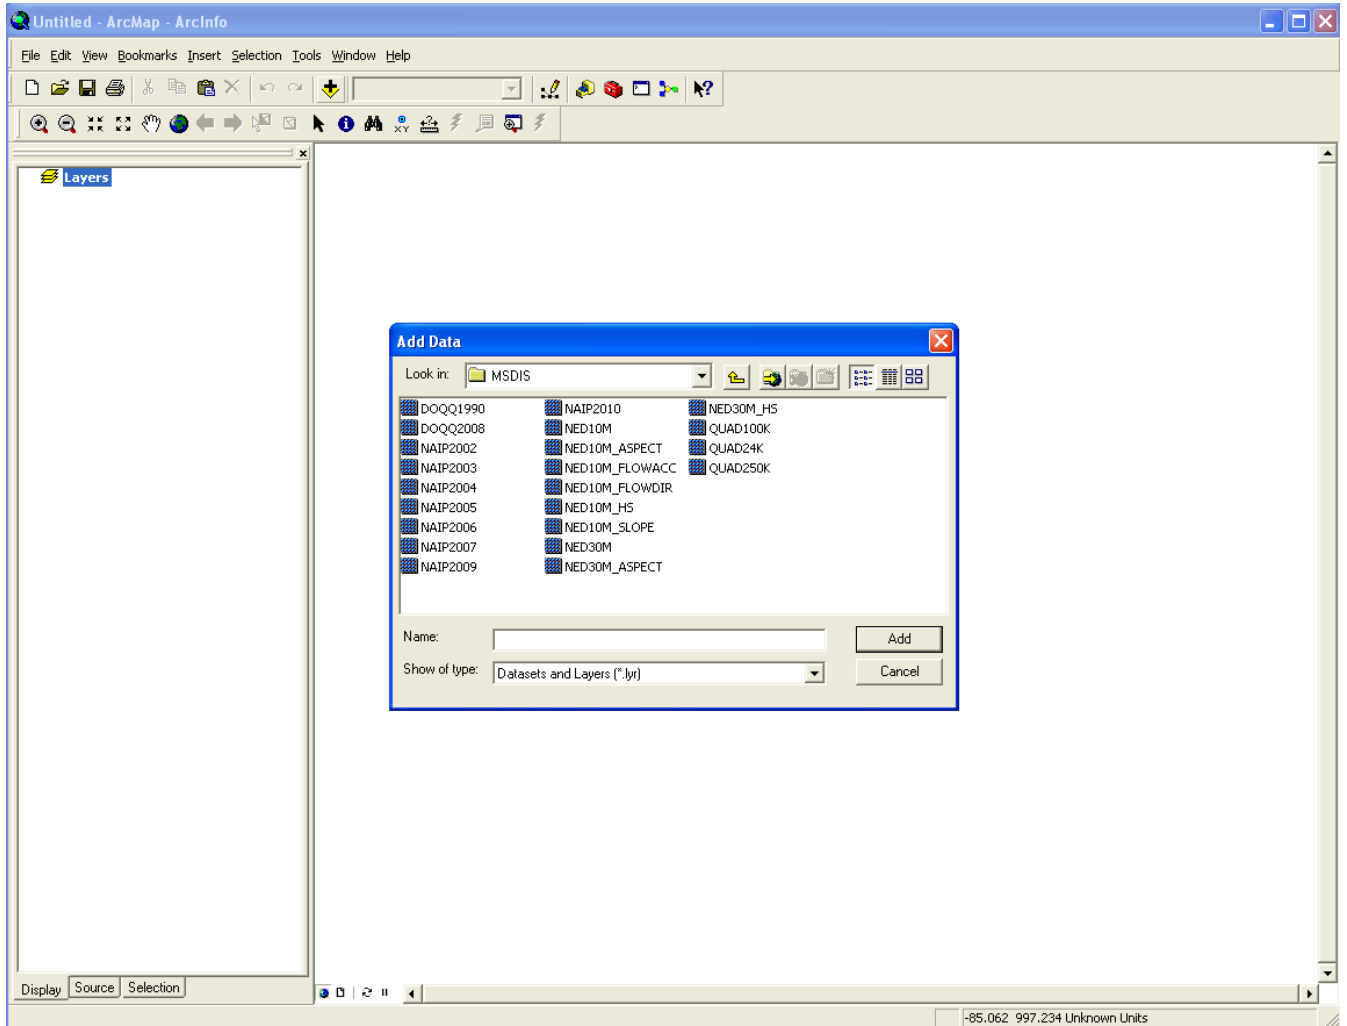 Untitled - ArcMap - ArcInfo
File Edit View Bookmarks Insert Selection Tools Window Help
XY
Layers
Add Data
Look in: MSDIS
DOQQ1990 NAIP2010 NED30M_HS
DOQQ2008 NED10M QUAD100K
NAIP2002 NED10M_ASPECT QUAD24K
NAIP2003 NED10M_FLOWACC QUAD250K
NAIP2004 NED10M_FLOWDIR
NAIP2005 NED10M_HS
NAIP2006 NED10M_SLOPE
NAIP2007 NED30M
NAIP2009 NED30M_ASPECT
Name: Add
Show of type: Datasets and Layers (*.lyr) Cancel
Display Source Selection
-85.062 997.234 Unknown Units